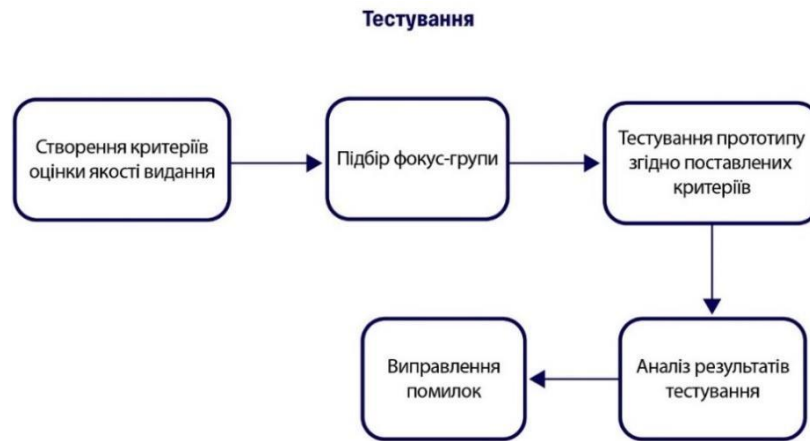 Тестування
Створення критеріїв
оцінки якості видання
Підбір фокус-групи
Тестування прототипу
згідно поставлених
критеріїв
Аналіз результатів
тестування
Виправлення
помилок